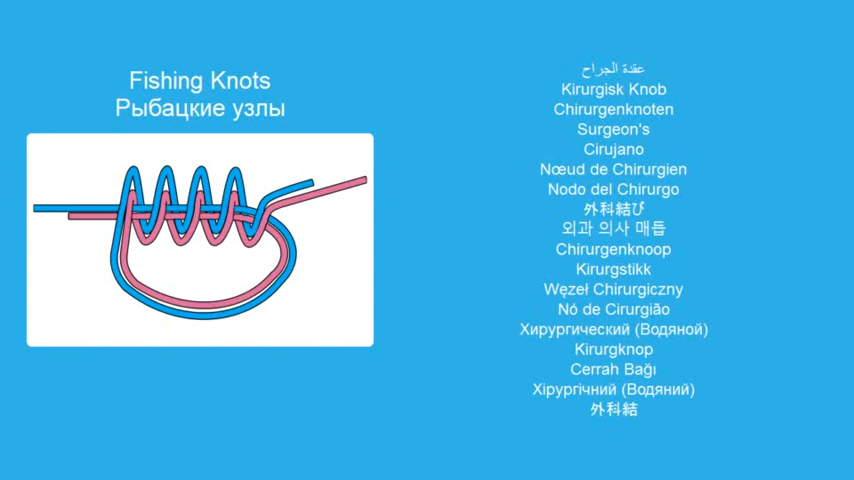 Fishing Knots
Рыбацкие узлы
عقدة الجراح
Kirurgisk Knob
Chirurgenknoten
Surgeon's
Cirujano
Nœud de Chirurgien
Nodo del Chirurgo
外科結び
외과 의사 매듭
Chirurgenknoop
Kirurgstikk
Węzeł Chirurgiczny
Nó de Cirurgião
Хирургический (Водяной)
Kirurgknop
Cerrah Bağı
Хірургічний (Водяний)
外科結